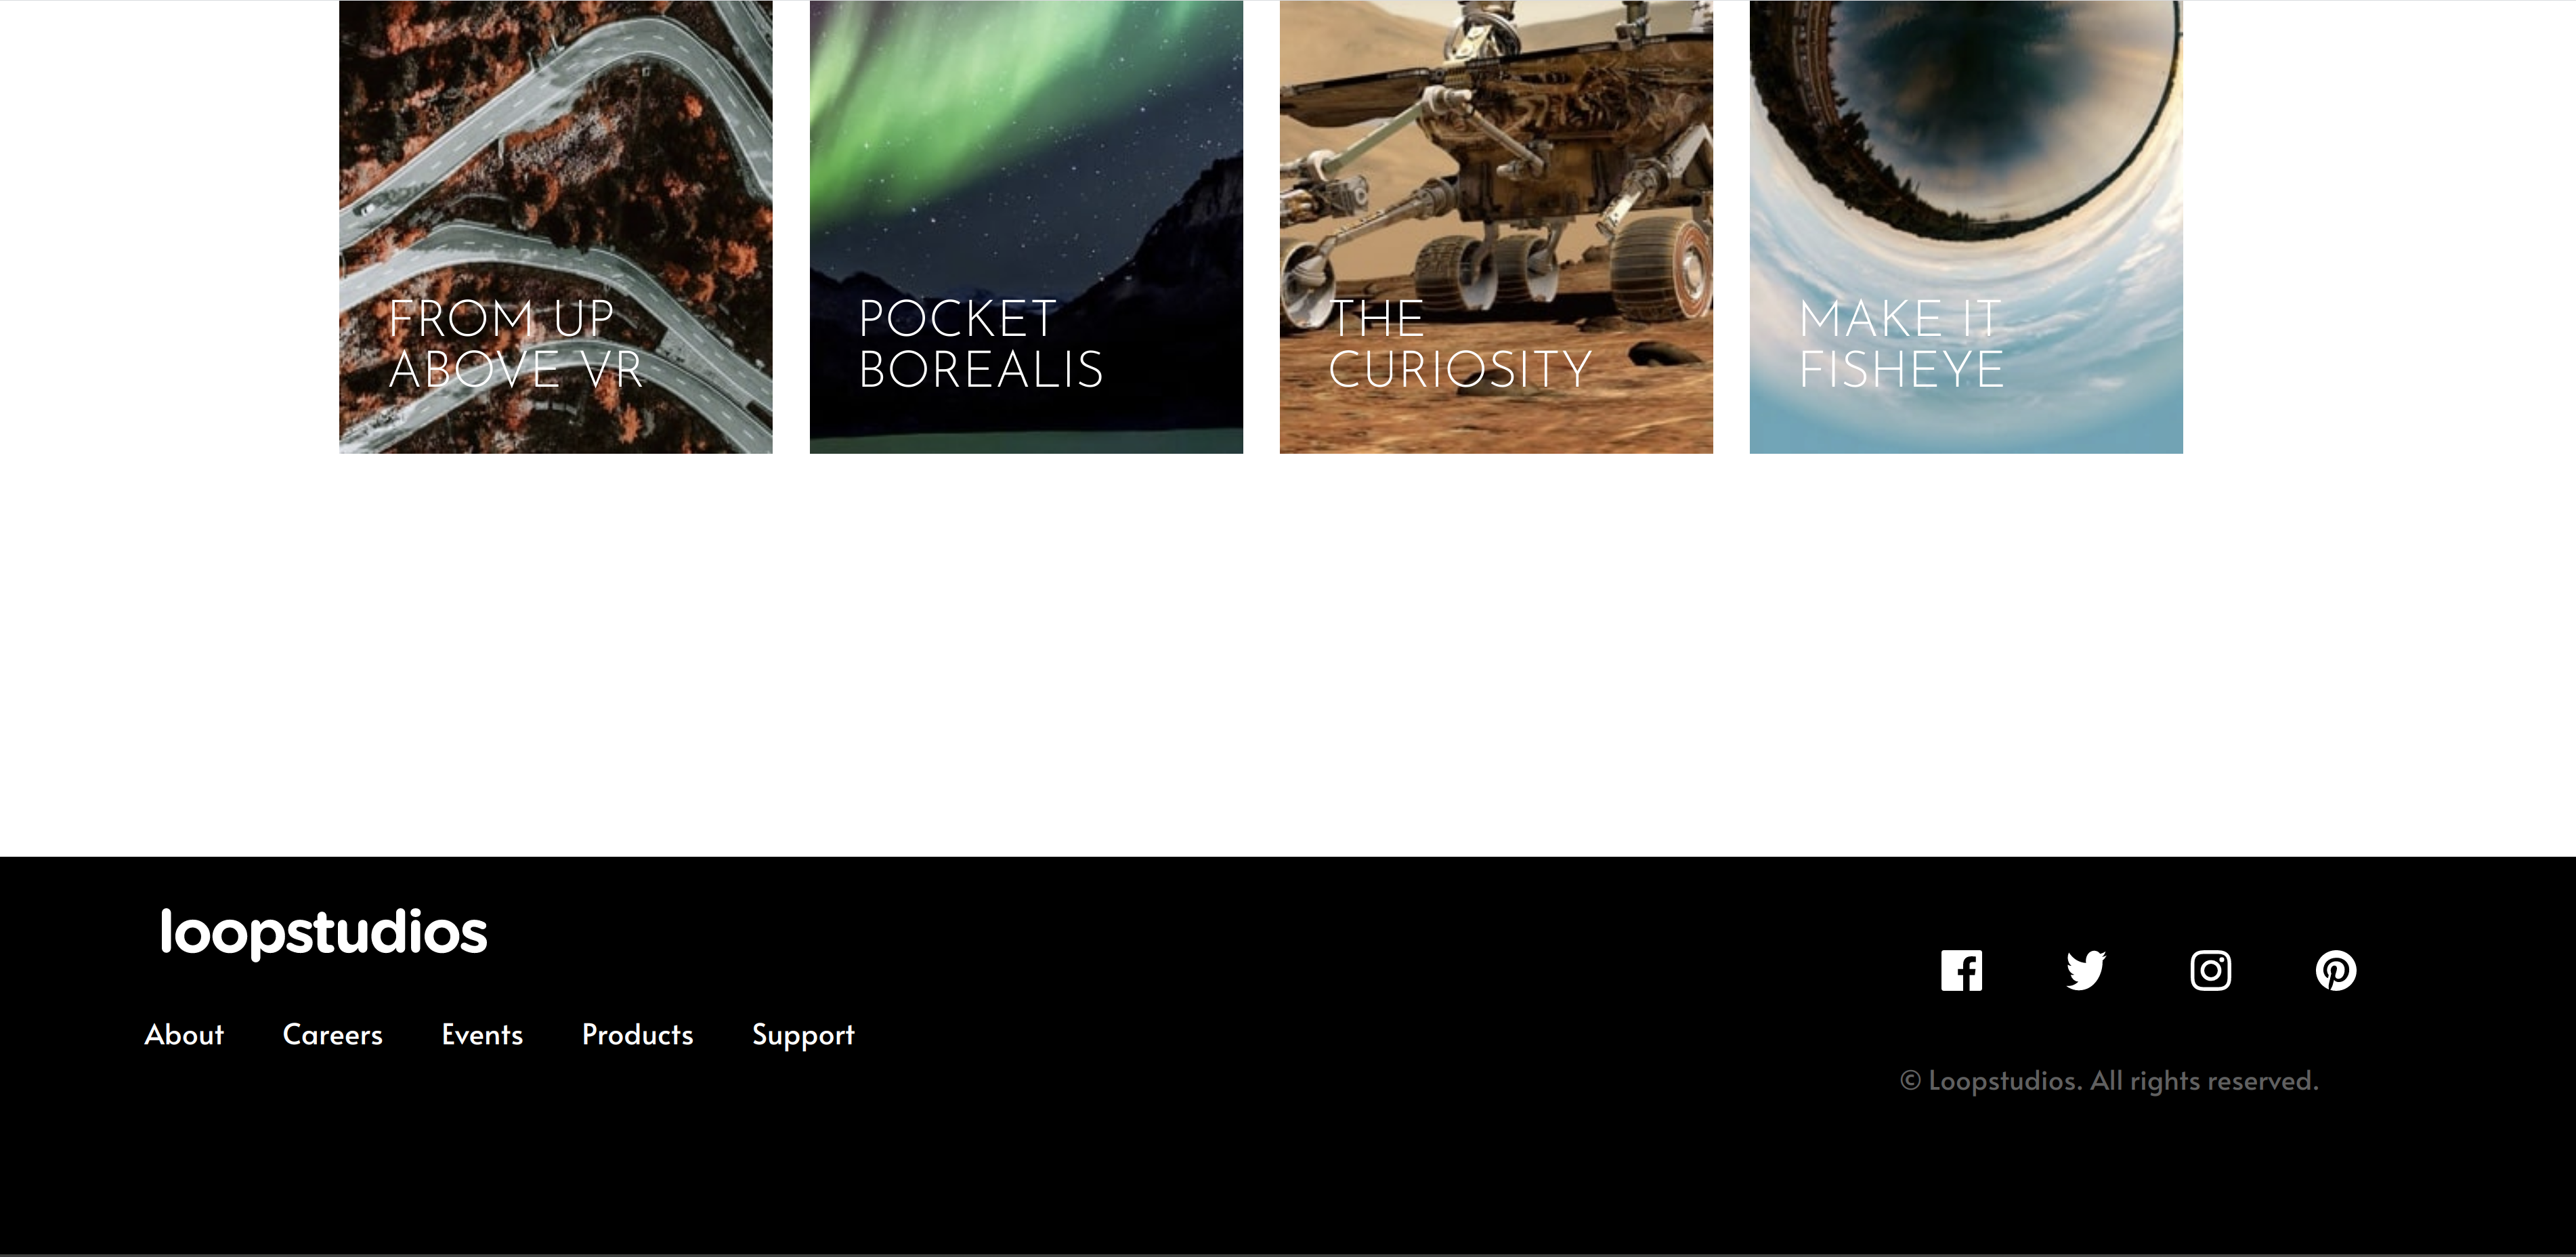 FROM UP
ABOVE VR
POCKET
BOREALIS
THE
CURIOSITY
MAKE IT
FISHEYE
loopstudios
About Careers Events Products Support
© Loopstudios. All rights reserved.